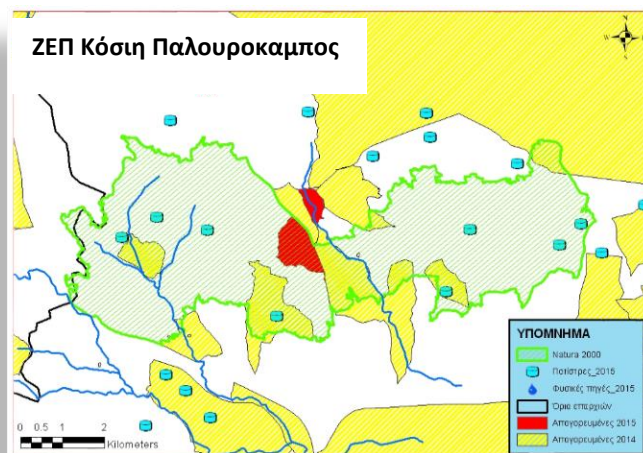 ΖΕΠ Κόσιη Παλουροκαμπος
N
W E
S
ΥΠΟΜΝΗΜΑ
Natura 2000
Ποτίστρες_2015
Φυσικές πηγές_2015
Όρια επαρχιών
Απαγορευμένες 2015
Απαγορευμένες 2014
0 0.5 1 2
Kilometers